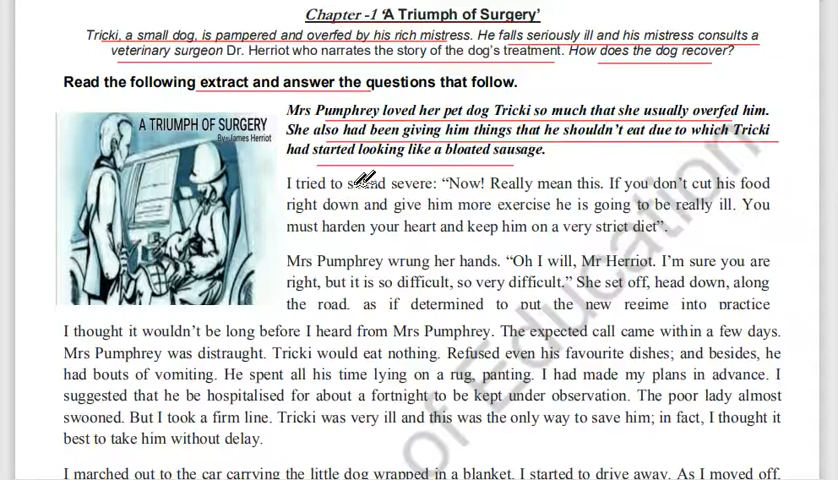 Chapter -1 ‘A Triumph of Surgery’
Tricki, a small dog, is pampered and overfed by his rich mistress. He falls seriously ill and his mistress consults a
veterinary surgeon Dr. Herriot who narrates the story of the dog's treatment. How does the dog recover?
Read the following extract and answer the questions that follow.
A TRIUMPH OF SURGERY
By-James Herriot
Mrs Pumphrey loved her pet dog Tricki so much that she usually overfed him.
She also had been giving him things that he shouldn't eat due to which Tricki
had started looking like a bloated sausage.
I tried to severe: “Now! Really mean this. If you don't cut his food
right down and give him more exercise he is going to be really ill. You
must harden your heart and keep him on a very strict diet”.
Mrs Pumphrey wrung her hands. “Oh I will, Mr Herriot. I'm sure you are
right, but it is so difficult, so very difficult.” She set off, head down, along
the road, as if determined to put the new regime into practice
I thought it wouldn't be long before I heard from Mrs Pumphrey. The expected call came within a few days.
Mrs Pumphrey was distraught. Tricki would eat nothing. Refused even his favourite dishes; and besides, he
had bouts of vomiting. He spent all his time lying on a rug, panting. I had made my plans in advance. I
suggested that he be hospitalised for about a fortnight to be kept under observation. The poor lady almost
swooned. But I took a firm line. Tricki was very ill and this was the only way to save him; in fact, I thought it
best to take him without delay.
I marched out to the car carrying the little dog wrapped in a blanket. I started to drive away. As I moved off,
of Education